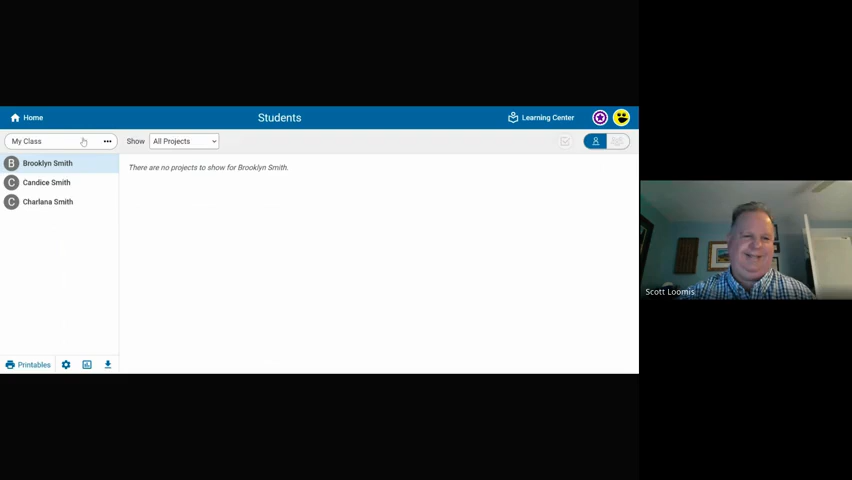 Home
Students
Learning Center
My Class
Show
All Projects
B
Brooklyn Smith
There are no projects to show for Brooklyn Smith.
C
Candice Smith
C
Charlana Smith
Scott Loomis
Printables